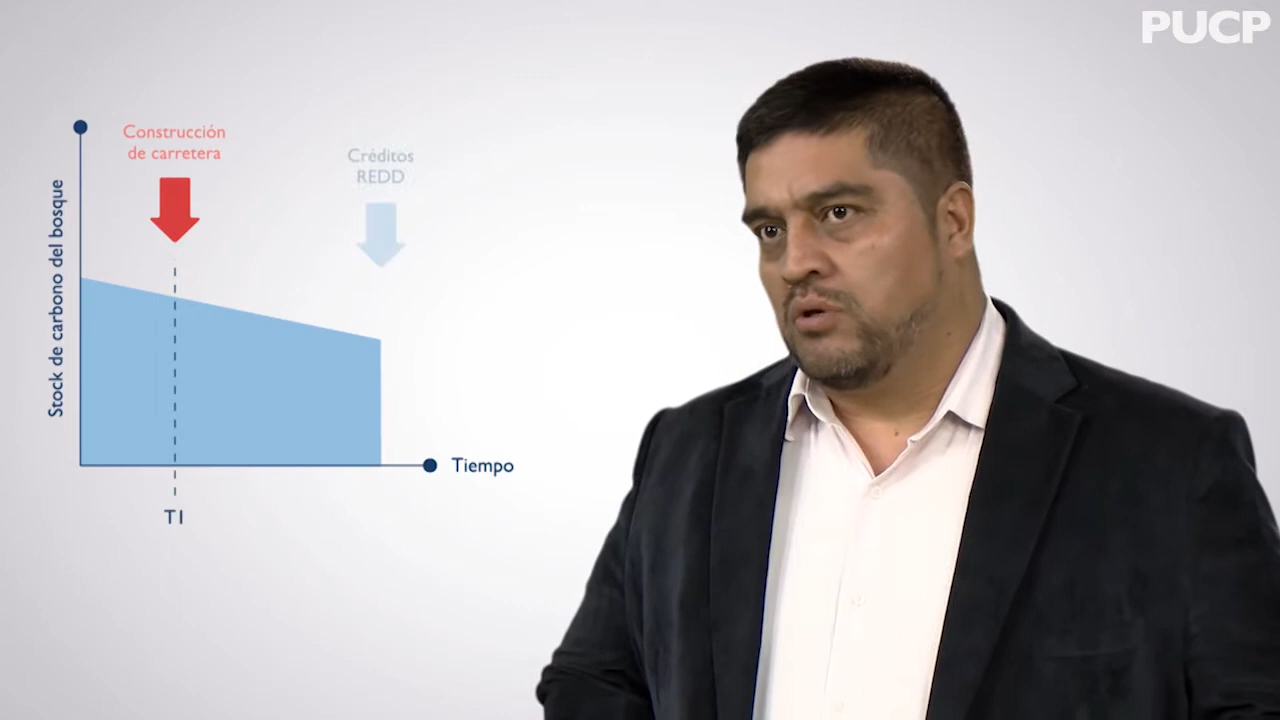 PUCP
Construcción
de carretera
Créditos
REDD
Stock de carbono del bosque
Tiempo
T1